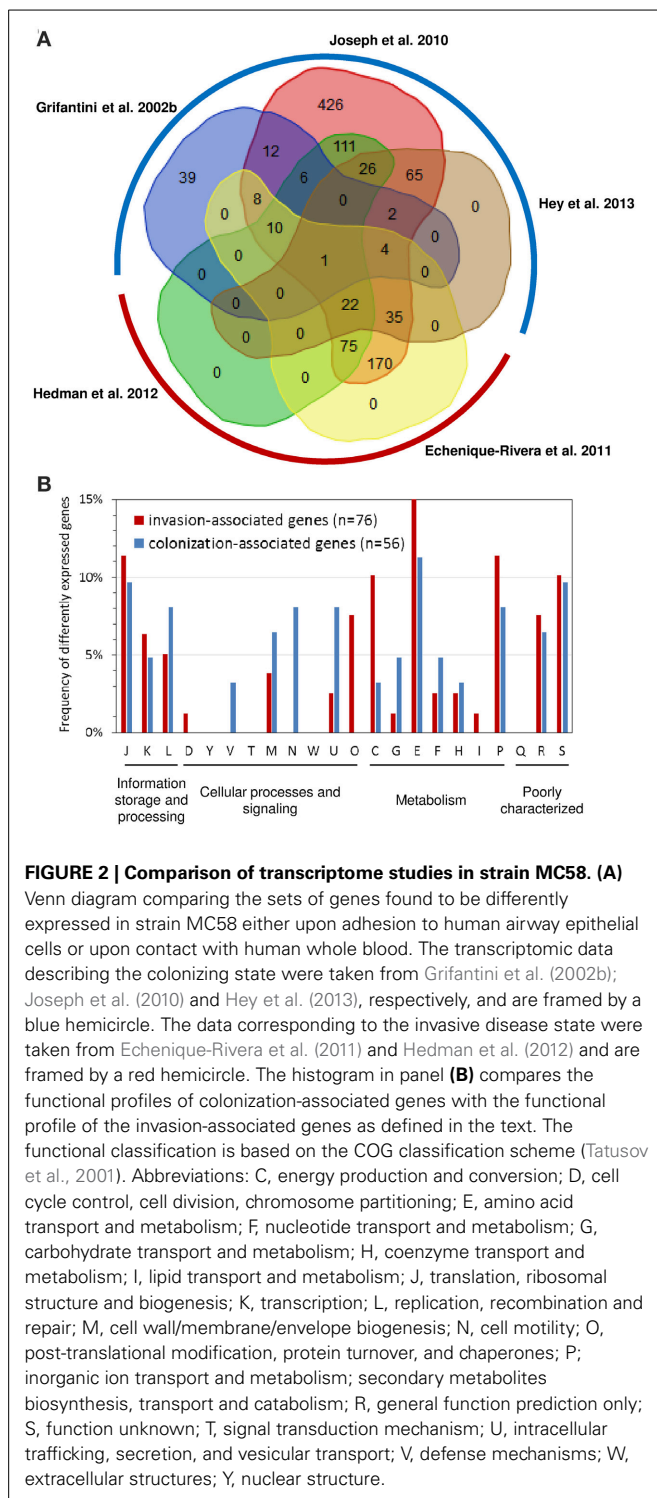 A
Joseph et al. 2010
Grifantini et al. 2002b
Hey et al. 2013
Hedman et al. 2012
Echenique-Rivera et al. 2011
426
39
12
111
6
26
65
0
8
0
2
0
10
0
0
1
4
0
0
0
0
22
35
0
0
0
75
170
0
0
0
B
Frequency of differently expressed genes
15%
10%
5%
0%
invasion-associated genes (n=76)
colonization-associated genes (n=56)
J K L D Y V T M N W U O C G E F H I P Q R S
Information storage and processing
Cellular processes and signaling
Metabolism
Poorly characterized
FIGURE 2 | Comparison of transcriptome studies in strain MC58. (A)
Venn diagram comparing the sets of genes found to be differently
expressed in strain MC58 either upon adhesion to human airway epithelial
cells or upon contact with human whole blood. The transcriptomic data
describing the colonizing state were taken from Grifantini et al. (2002b);
Joseph et al. (2010) and Hey et al. (2013), respectively, and are framed by a
blue hemicircle. The data corresponding to the invasive disease state were
taken from Echenique-Rivera et al. (2011) and Hedman et al. (2012) and are
framed by a red hemicircle. The histogram in panel (B) compares the
functional profiles of colonization-associated genes with the functional
profile of the invasion-associated genes as defined in the text. The
functional classification is based on the COG classification scheme (Tatusov
et al., 2001). Abbreviations: C, energy production and conversion; D, cell
cycle control, cell division, chromosome partitioning; E, amino acid
transport and metabolism; F, nucleotide transport and metabolism; G,
carbohydrate transport and metabolism; H, coenzyme transport and
metabolism; I, lipid transport and metabolism; J, translation, ribosomal
structure and biogenesis; K, transcription; L, replication, recombination and
repair; M, cell wall/membrane/envelope biogenesis; N, cell motility; O,
post-translational modification, protein turnover, and chaperones; P;
inorganic ion transport and metabolism; secondary metabolites
biosynthesis, transport and catabolism; R, general function prediction only;
S, function unknown; T, signal transduction mechanism; U, intracellular
trafficking, secretion, and vesicular transport; V, defense mechanisms; W,
extracellular structures; Y, nuclear structure.